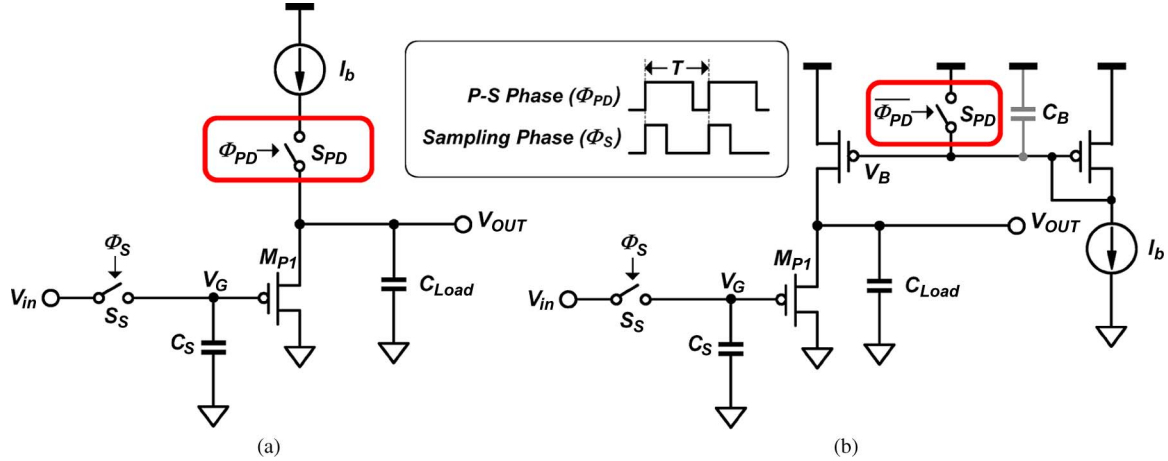 I_b
Φ_PD
S_PD
V_OUT
Φ_S
M_P1
V_G
V_in
S_S
C_S
C_Load
T
P-S Phase (Φ_PD)
Sampling Phase (Φ_S)
Φ_PD
S_PD
C_B
V_B
V_OUT
I_b
Φ_S
M_P1
V_G
V_in
S_S
C_S
C_Load
(a)
(b)